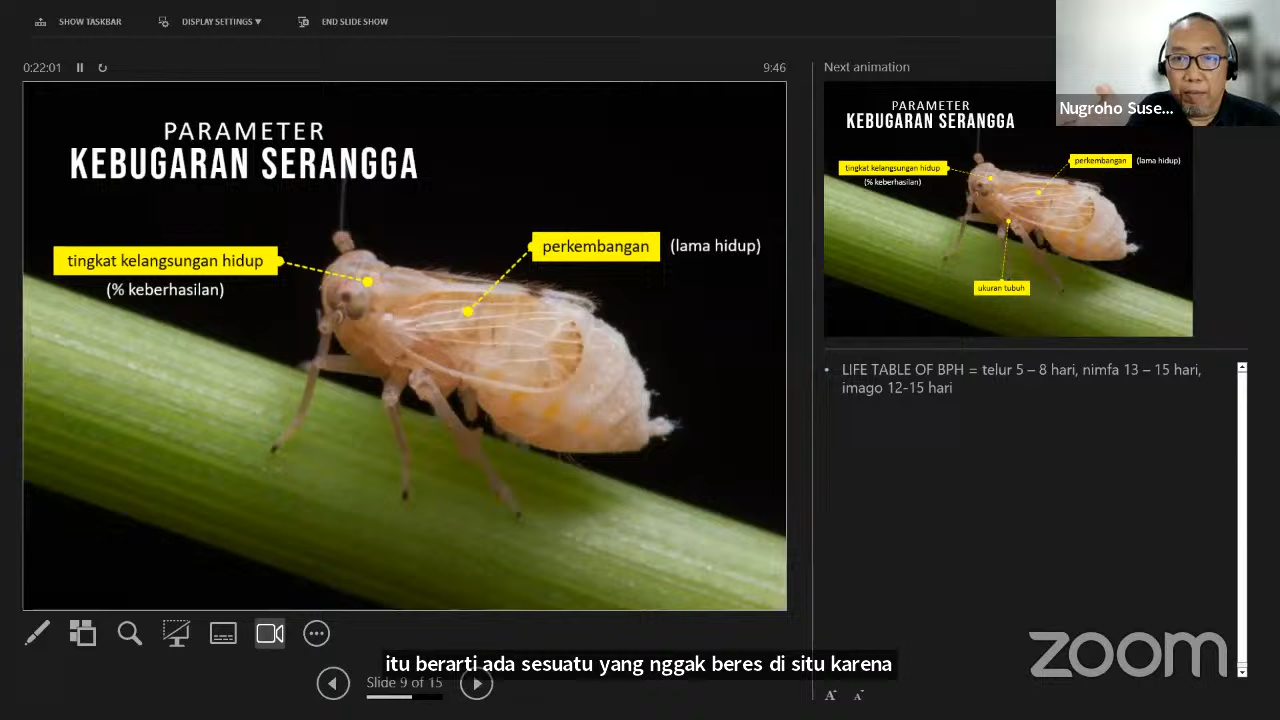 SHOW TASKBAR
DISPLAY SETTINGS ▼
END SLIDE SHOW
0:22:01
9:46
Next animation
Nugroho Suse...
PARAMETER
KEBUGARAN SERANGGA
tingkat kelangsungan hidup
(% keberhasilan)
perkembangan (lama hidup)
PARAMETER
KEBUGARAN SERANGGA
tingkat kelangsungan hidup
(% keberhasilan)
perkembangan (lama hidup)
ukuran tubuh
• LIFE TABLE OF BPH = telur 5 – 8 hari, nimfa 13 – 15 hari,
imago 12-15 hari
itu berarti ada sesuatu yang nggak beres di situ karena
Slide 9 of 15
A A
zoom